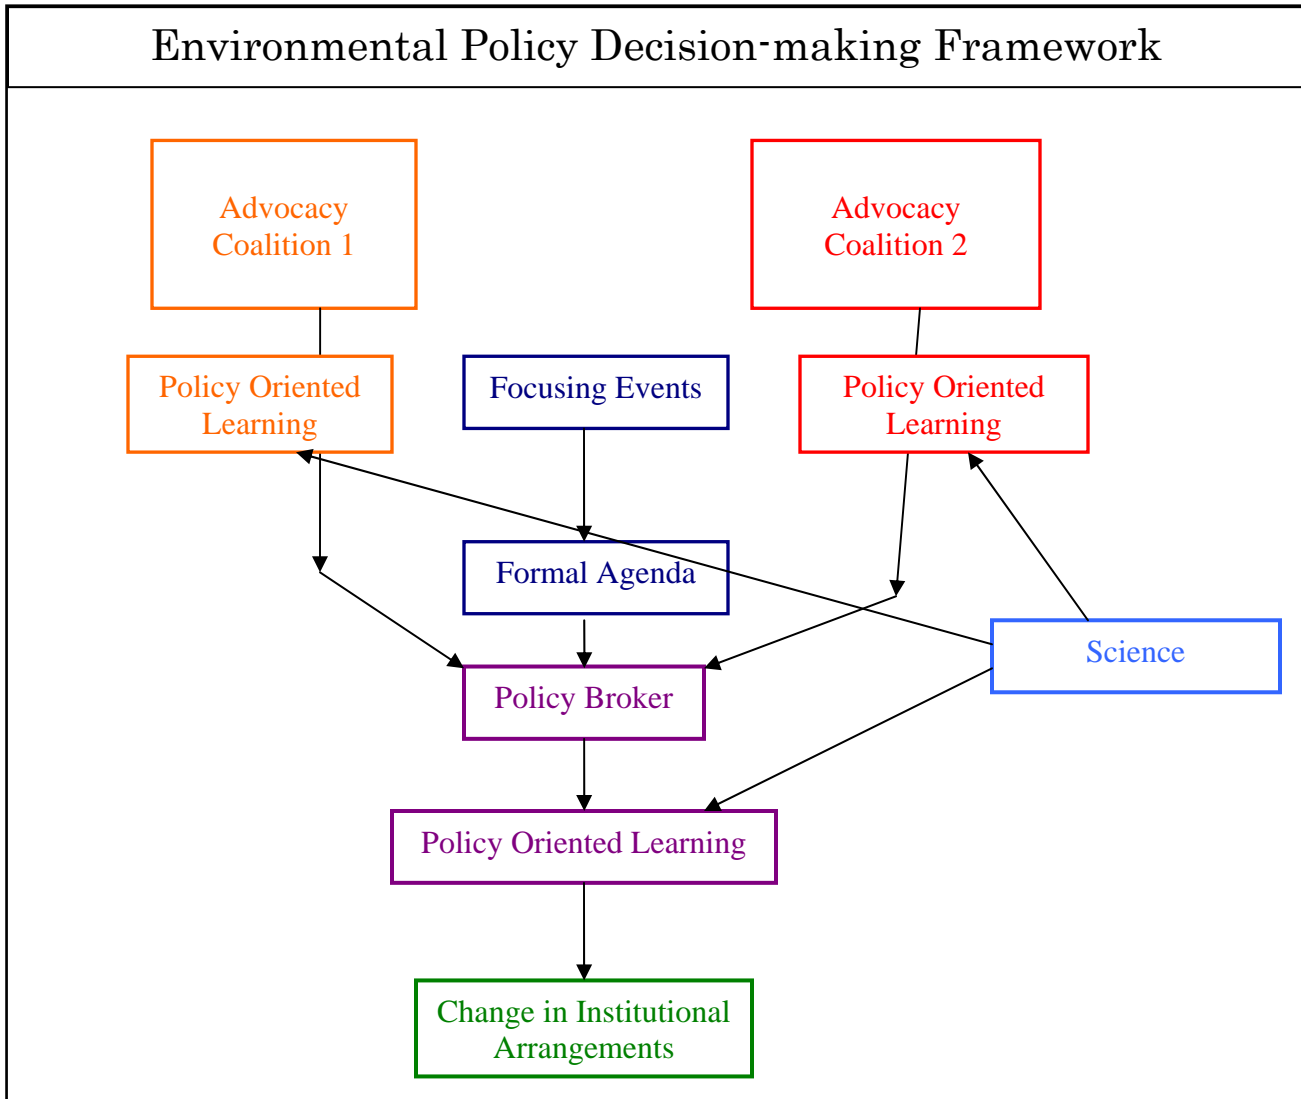 Environmental Policy Decision-making Framework
Advocacy
Coalition 1
Advocacy
Coalition 2
Policy Oriented
Learning
Focusing Events
Policy Oriented
Learning
Formal Agenda
Science
Policy Broker
Policy Oriented Learning
Change in Institutional
Arrangements